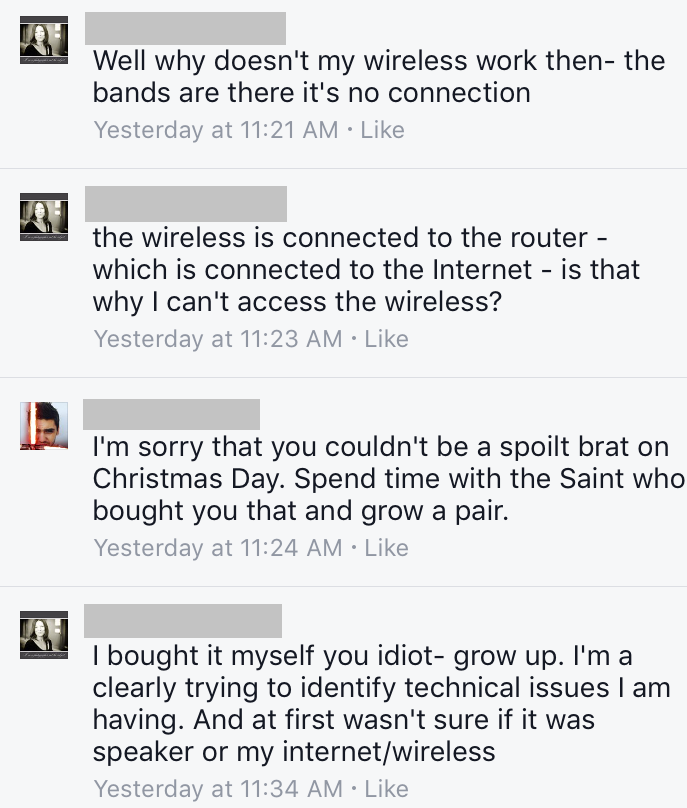 Well why doesn't my wireless work then- the
bands are there it's no connection
Yesterday at 11:21 AM · Like
the wireless is connected to the router -
which is connected to the Internet - is that
why I can't access the wireless?
Yesterday at 11:23 AM · Like
I'm sorry that you couldn't be a spoilt brat on
Christmas Day. Spend time with the Saint who
bought you that and grow a pair.
Yesterday at 11:24 AM · Like
I bought it myself you idiot- grow up. I'm a
clearly trying to identify technical issues I am
having. And at first wasn't sure if it was
speaker or my internet/wireless
Yesterday at 11:34 AM · Like